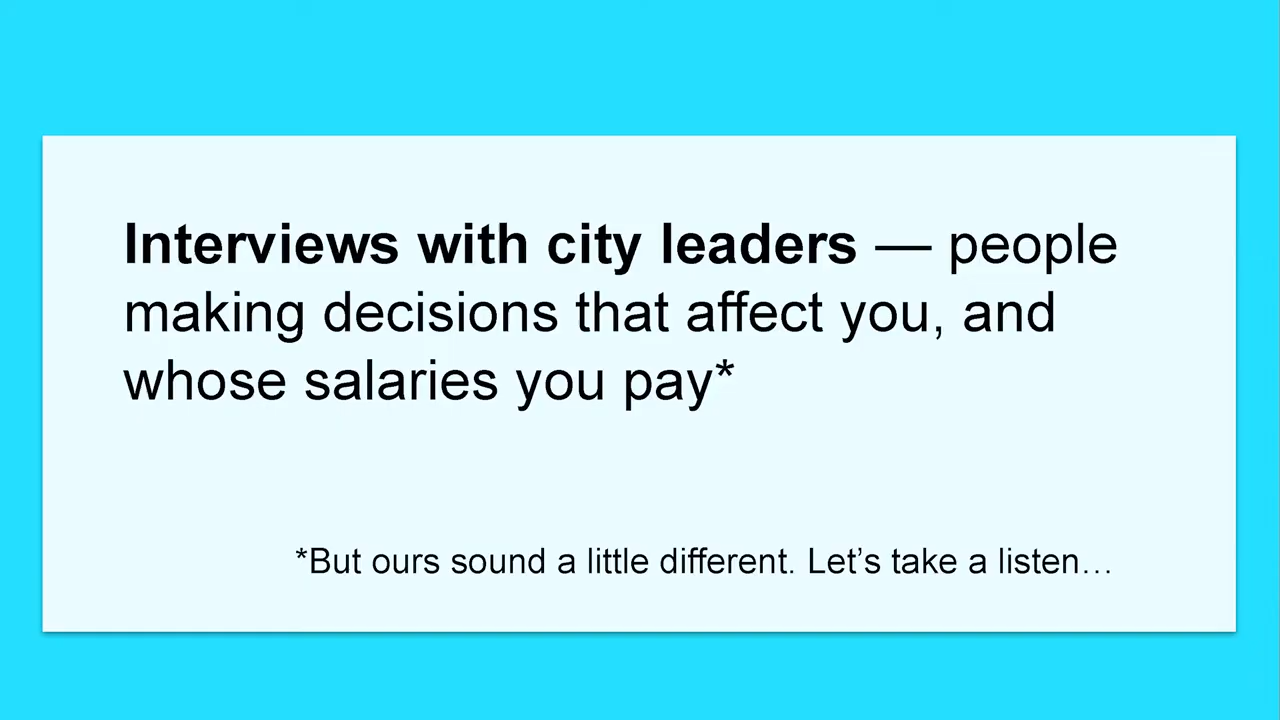 Interviews with city leaders — people
making decisions that affect you, and
whose salaries you pay*
*But ours sound a little different. Let’s take a listen…